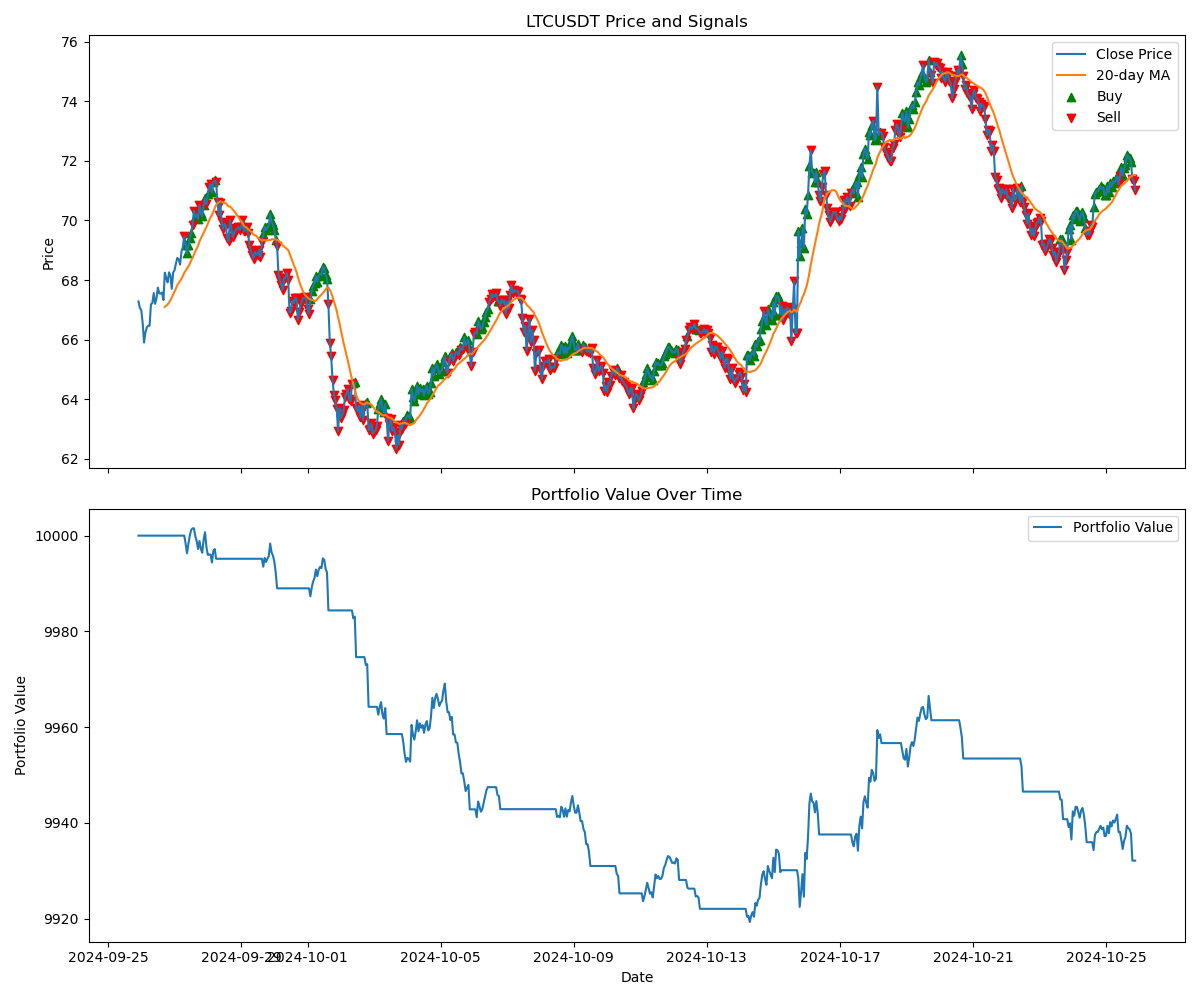 LTCUSDT Price and Signals
Close Price
20-day MA
Buy
Sell
Price
76
74
72
70
68
66
64
62
Portfolio Value Over Time
Portfolio Value
Portfolio Value
10000
9980
9960
9940
9920
2024-09-25
2024-09-29
2024-10-01
2024-10-05
2024-10-09
2024-10-13
2024-10-17
2024-10-21
2024-10-25
Date